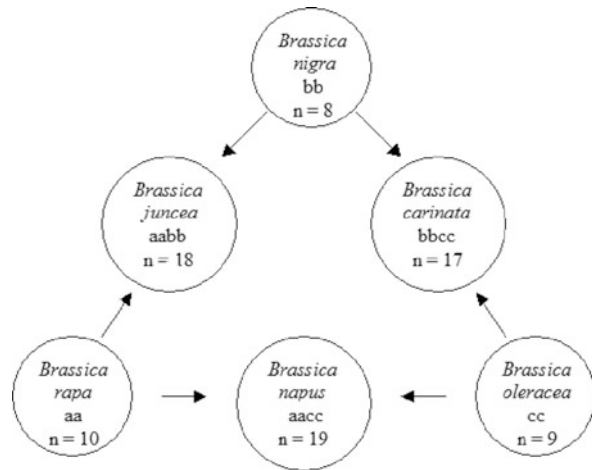 Brassica
nigra
bb
n = 8
Brassica
juncea
aabb
n = 18
Brassica
carinata
bbcc
n = 17
Brassica
rapa
aa
n = 10
Brassica
napus
aacc
n = 19
Brassica
oleracea
cc
n = 9